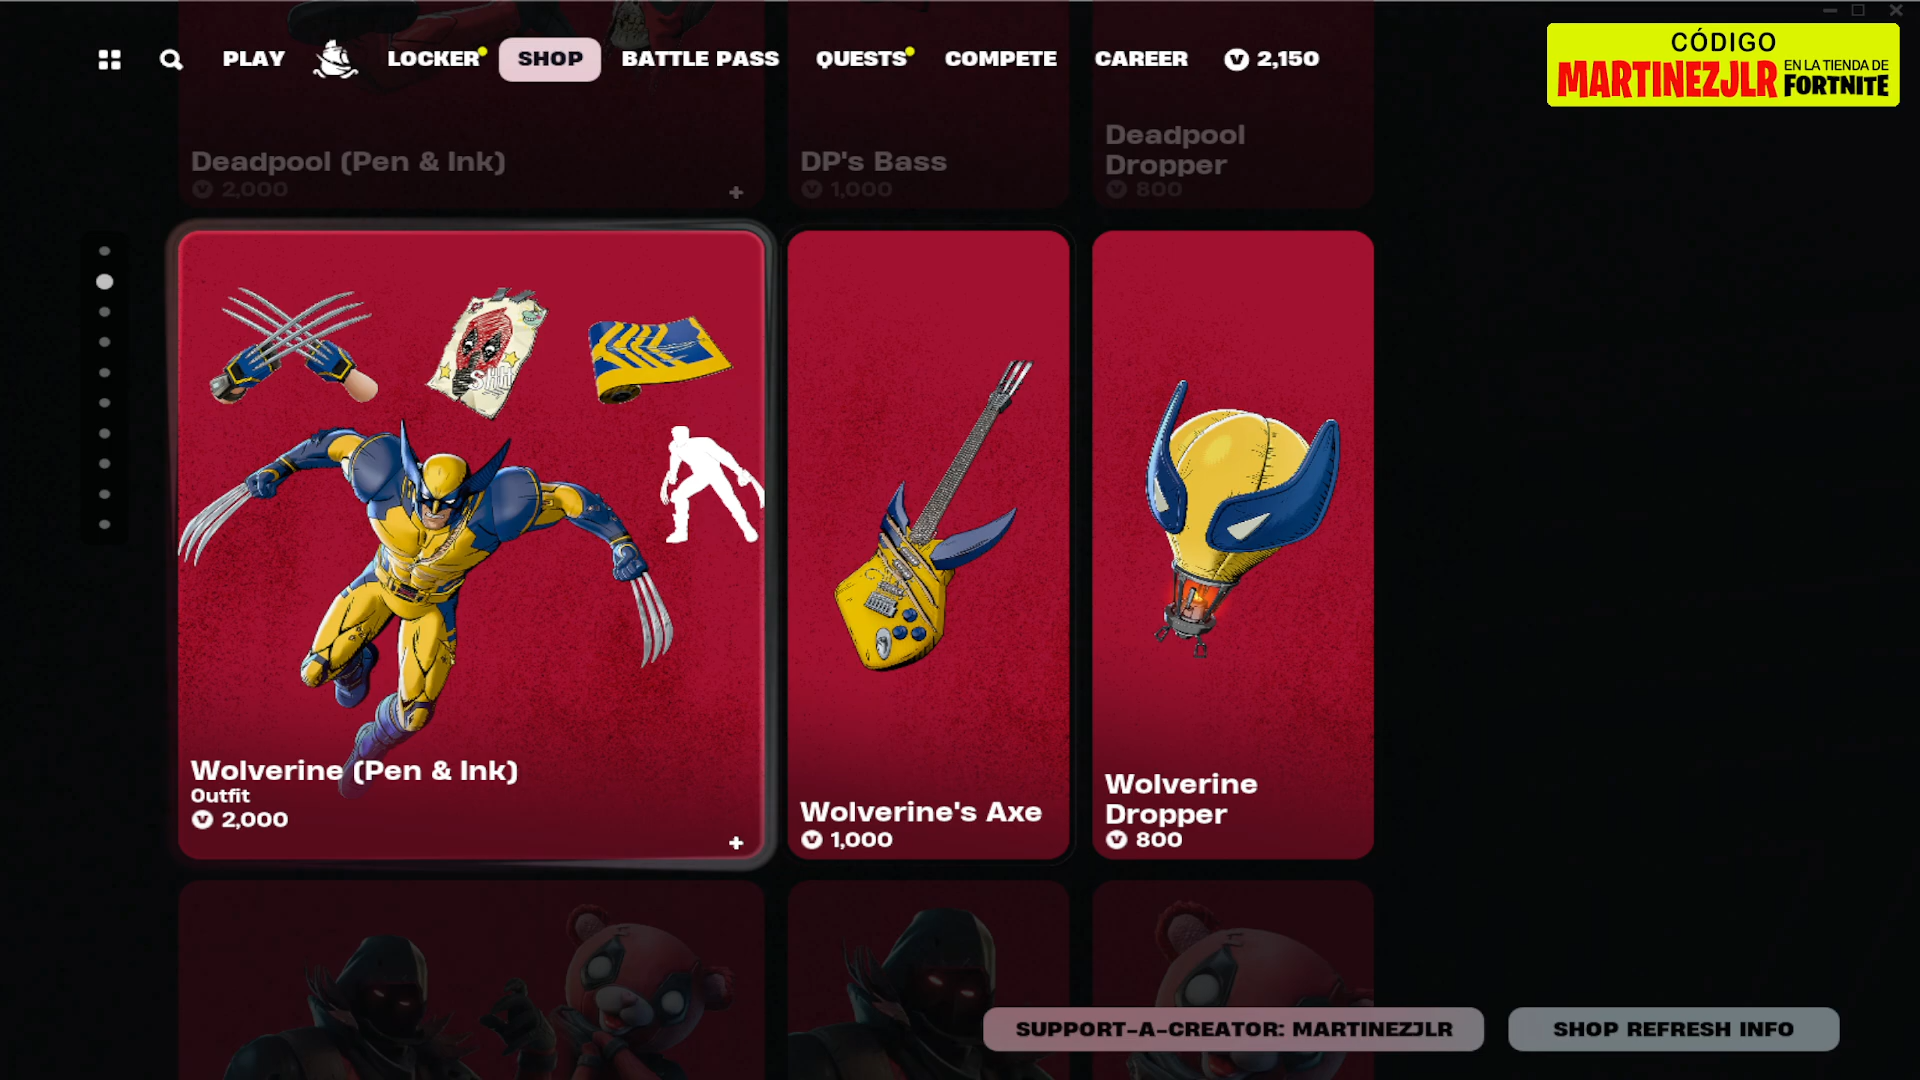 PLAY LOCKER SHOP BATTLE PASS QUESTS COMPETE CAREER 2,150
CÓDIGO
MARTINEZJLR EN LA TIENDA DE FORTNITE
Deadpool (Pen & Ink)
2,000
DP's Bass
1,000
Deadpool
Dropper
800
SHH
Wolverine (Pen & Ink)
Outfit
2,000
Wolverine's Axe
1,000
Wolverine
Dropper
800
SUPPORT-A-CREATOR: MARTINEZJLR
SHOP REFRESH INFO